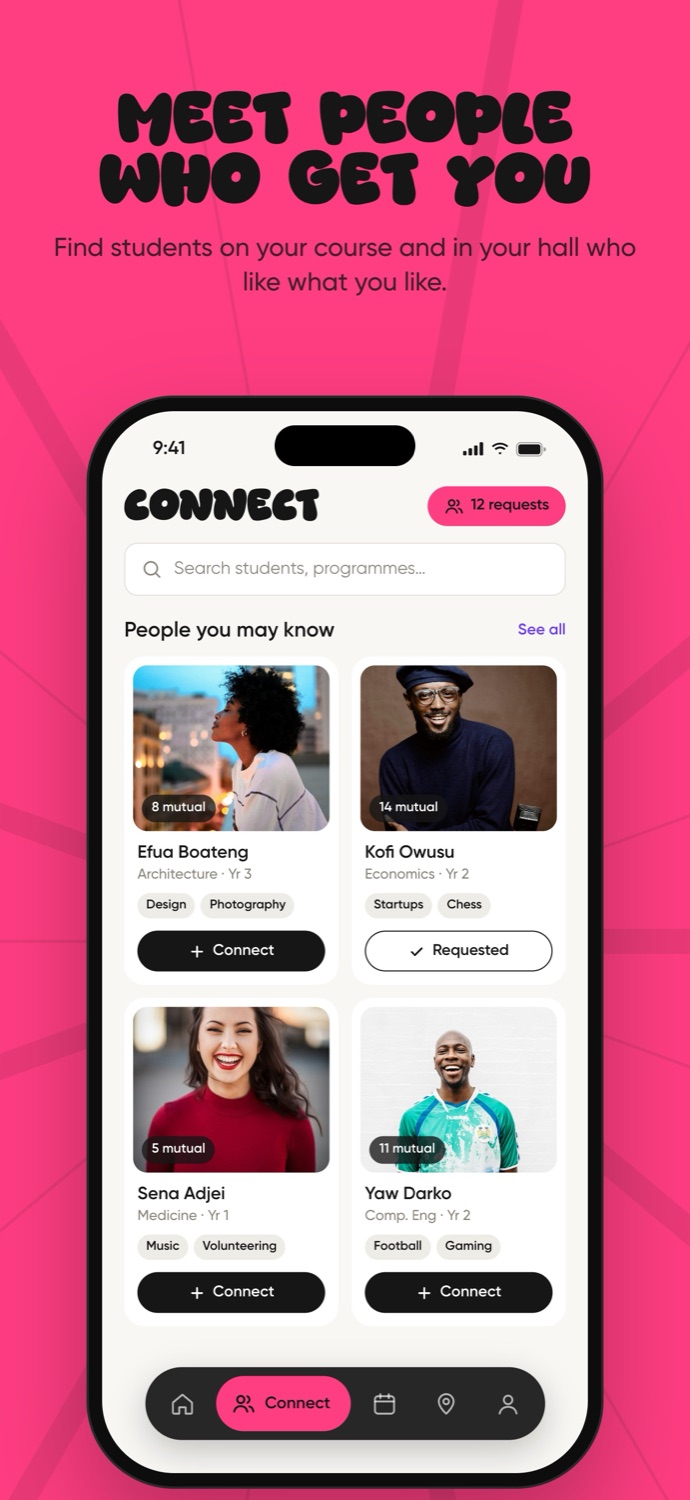 MEET PEOPLE
WHO GET YOU
Find students on your course and in your hall who
like what you like.
9:41
CONNECT
12 requests
Search students, programmes...
People you may know
See all
8 mutual
14 mutual
Efua Boateng
Kofi Owusu
Architecture · Yr 3
Economics · Yr 2
Design
Photography
Startups
Chess
+ Connect
✓ Requested
5 mutual
11 mutual
Sena Adjei
Yaw Darko
Medicine · Yr 1
Comp. Eng · Yr 2
Music
Volunteering
Football
Gaming
+ Connect
+ Connect
Connect